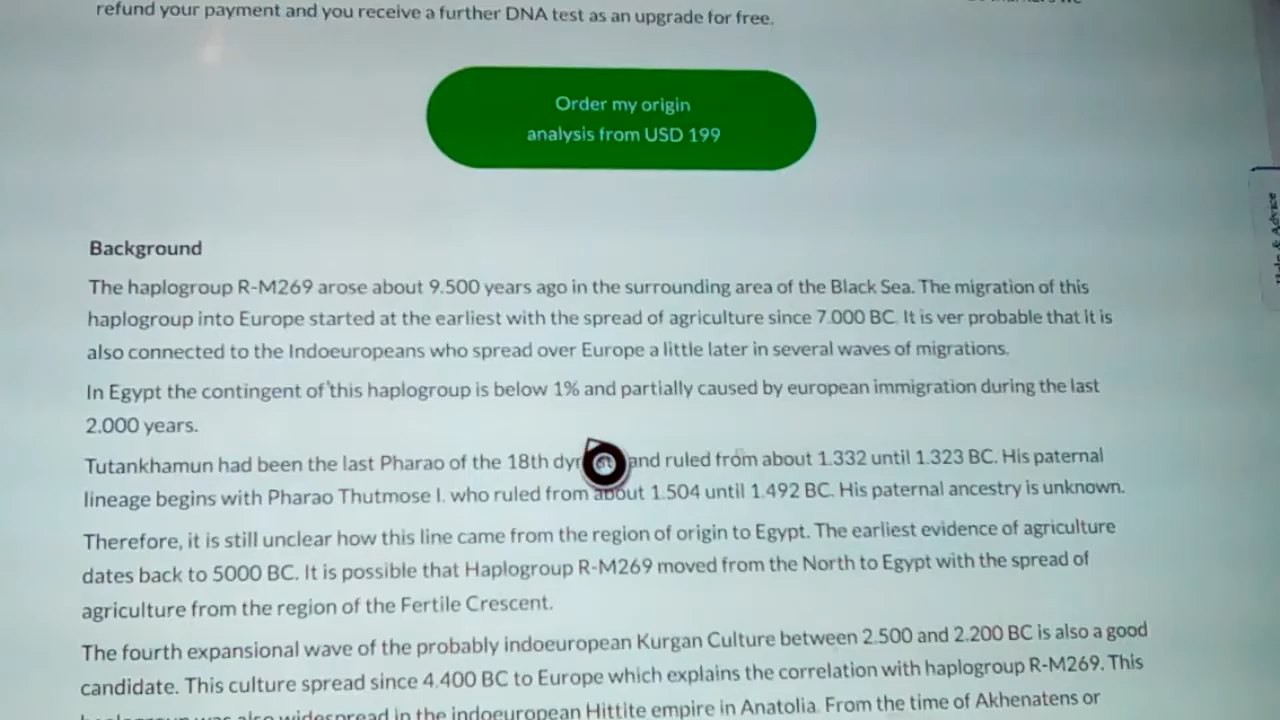 refund your payment and you receive a further DNA test as an upgrade for free.
Order my origin
analysis from USD 199
Background
The haplogroup R-M269 arose about 9.500 years ago in the surrounding area of the Black Sea. The migration of this
haplogroup into Europe started at the earliest with the spread of agriculture since 7.000 BC. It is ver probable that it is
also connected to the Indoeuropeans who spread over Europe a little later in several waves of migrations.
In Egypt the contingent of this haplogroup is below 1% and partially caused by european immigration during the last
2.000 years.
Tutankhamun had been the last Pharao of the 18th and ruled from about 1.332 until 1.323 BC. His paternal
lineage begins with Pharao Thutmose I. who ruled from about 1.504 until 1.492 BC. His paternal ancestry is unknown.
Therefore, it is still unclear how this line came from the region of origin to Egypt. The earliest evidence of agriculture
dates back to 5000 BC. It is possible that Haplogroup R-M269 moved from the North to Egypt with the spread of
agriculture from the region of the Fertile Crescent.
The fourth expansional wave of the probably indoeuropean Kurgan Culture between 2.500 and 2.200 BC is also a good
candidate. This culture spread since 4.400 BC to Europe which explains the correlation with haplogroup R-M269. This
also widespread in the indoeuropean Hittite empire in Anatolia. From the time of Akhenatens or
& Advice